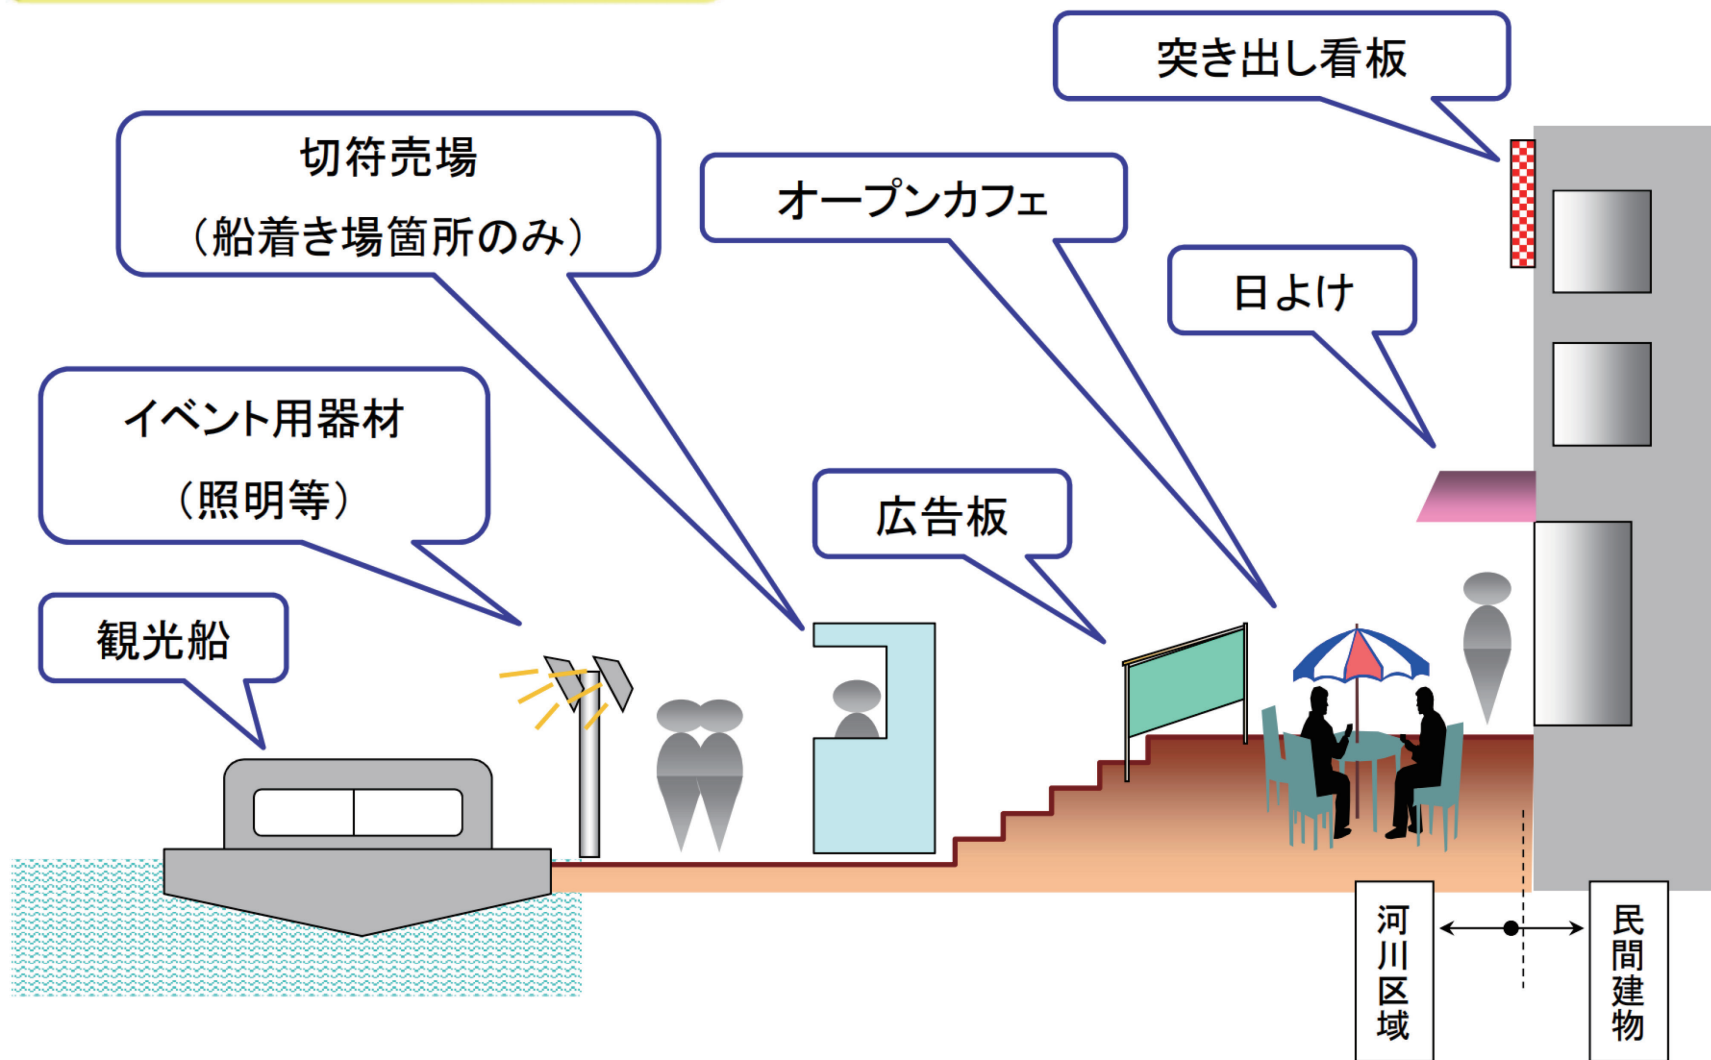 突き出し看板
切符売場
（船着き場箇所のみ）
オープンカフェ
日よけ
イベント用器材
（照明等）
広告板
観光船
河川区域
民間建物